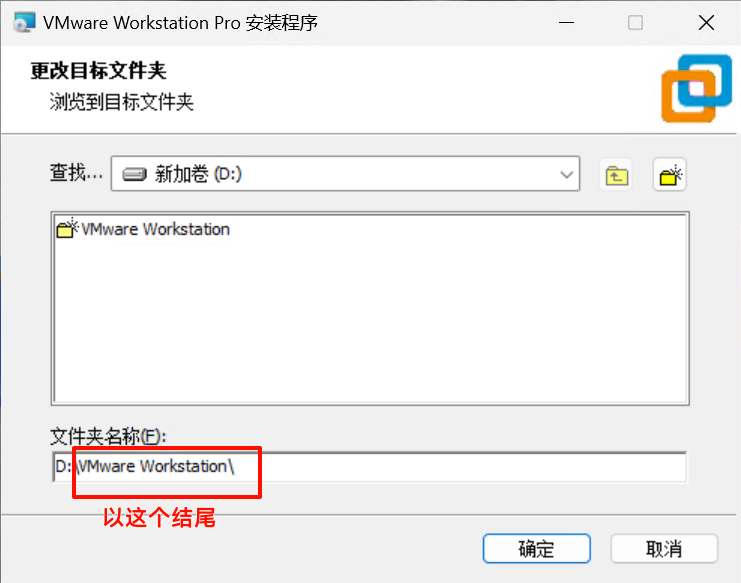 VMware Workstation Pro 安装程序
更改目标文件夹
浏览到目标文件夹
查找...
新加卷 (D:)
VMware Workstation
文件夹名称(F):
D:\VMware Workstation\
以这个结尾
确定
取消